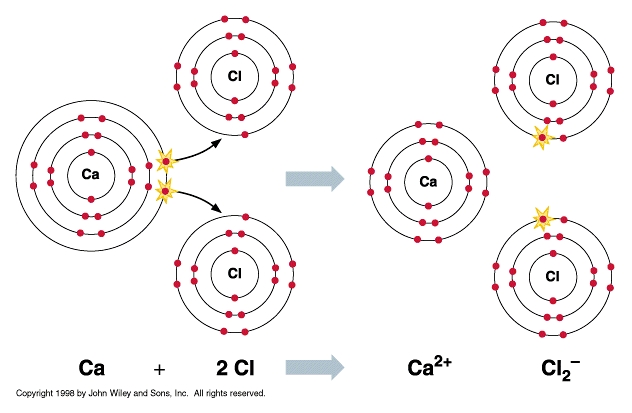 Cl
Cl
Ca
Ca
Cl
Cl
Ca + 2 Cl Ca²⁺ Cl₂⁻
Copyright 1998 by John Wiley and Sons, Inc. All rights reserved.